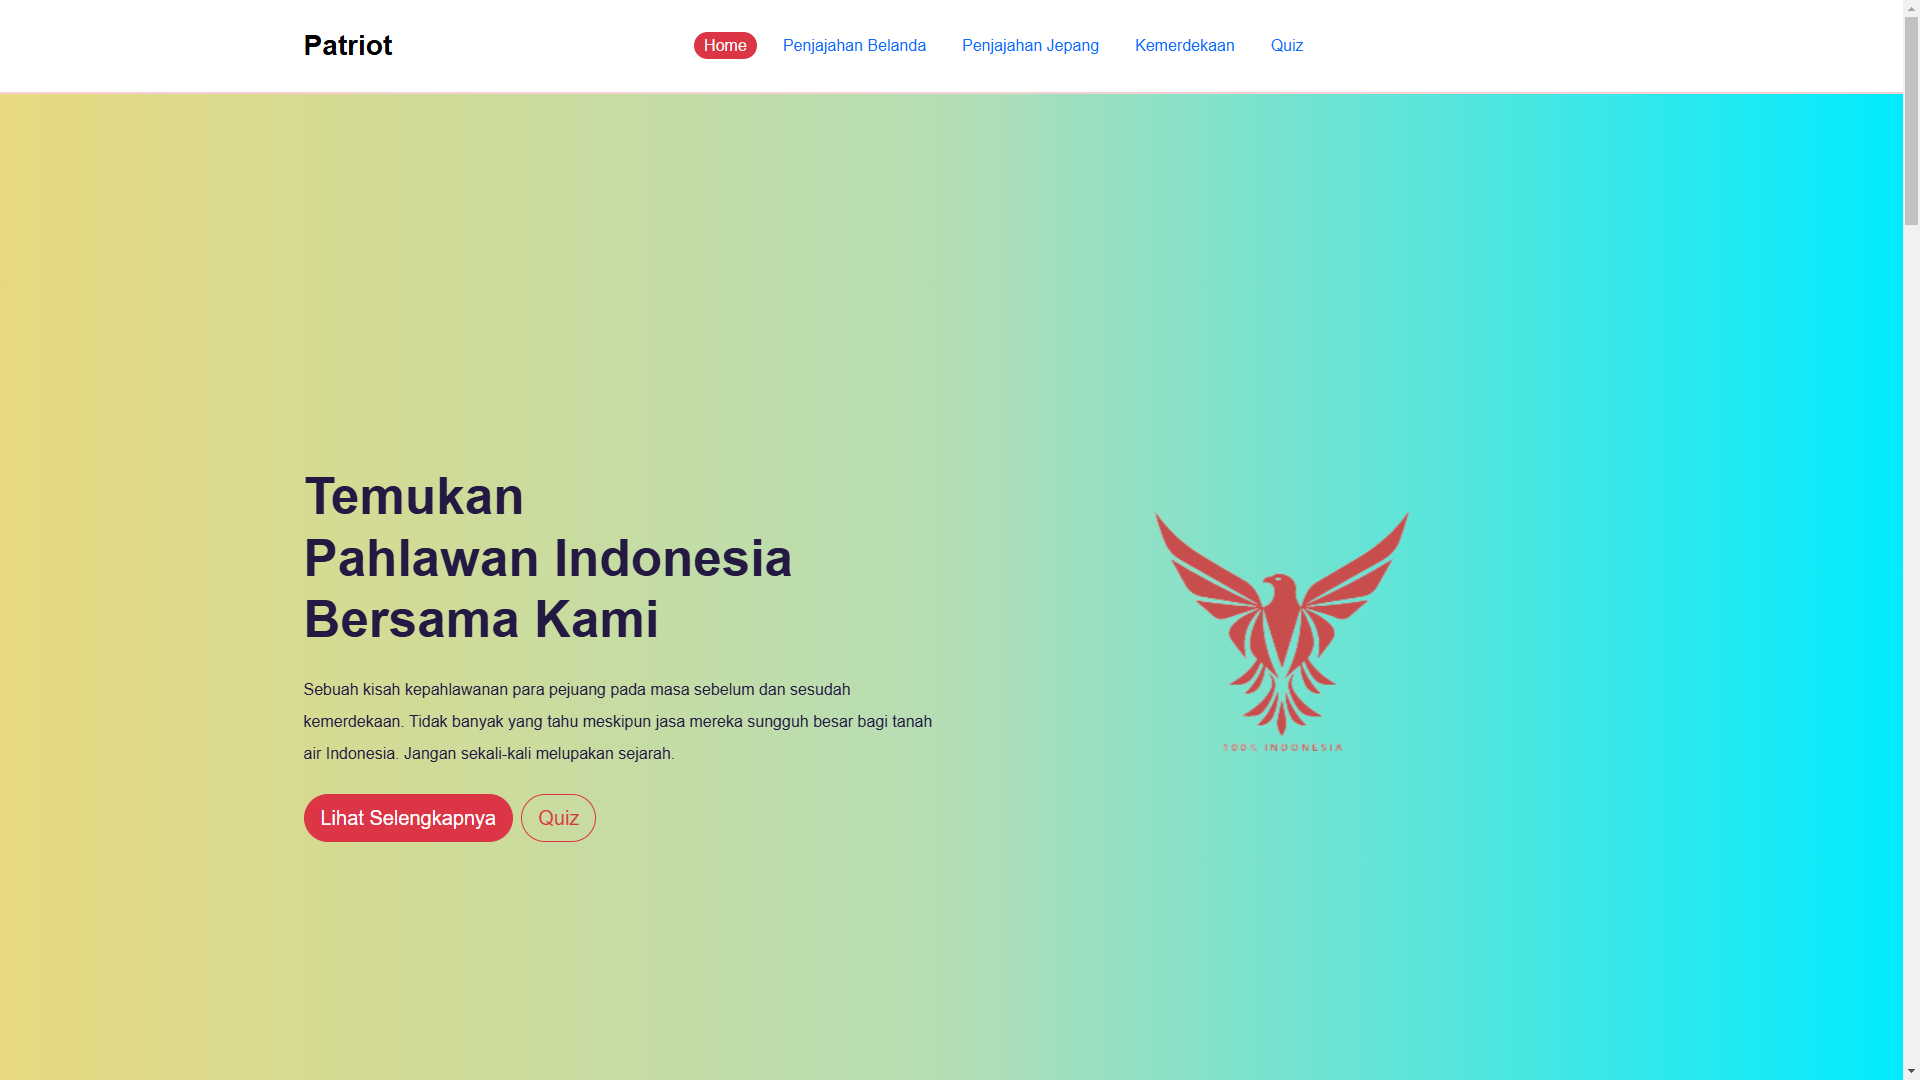 Patriot
Home
Penjajahan Belanda
Penjajahan Jepang
Kemerdekaan
Quiz
Temukan
Pahlawan Indonesia
Bersama Kami
Sebuah kisah kepahlawanan para pejuang pada masa sebelum dan sesudah
kemerdekaan. Tidak banyak yang tahu meskipun jasa mereka sungguh besar bagi tanah
air Indonesia. Jangan sekali-kali melupakan sejarah.
Lihat Selengkapnya
Quiz
100% INDONESIA